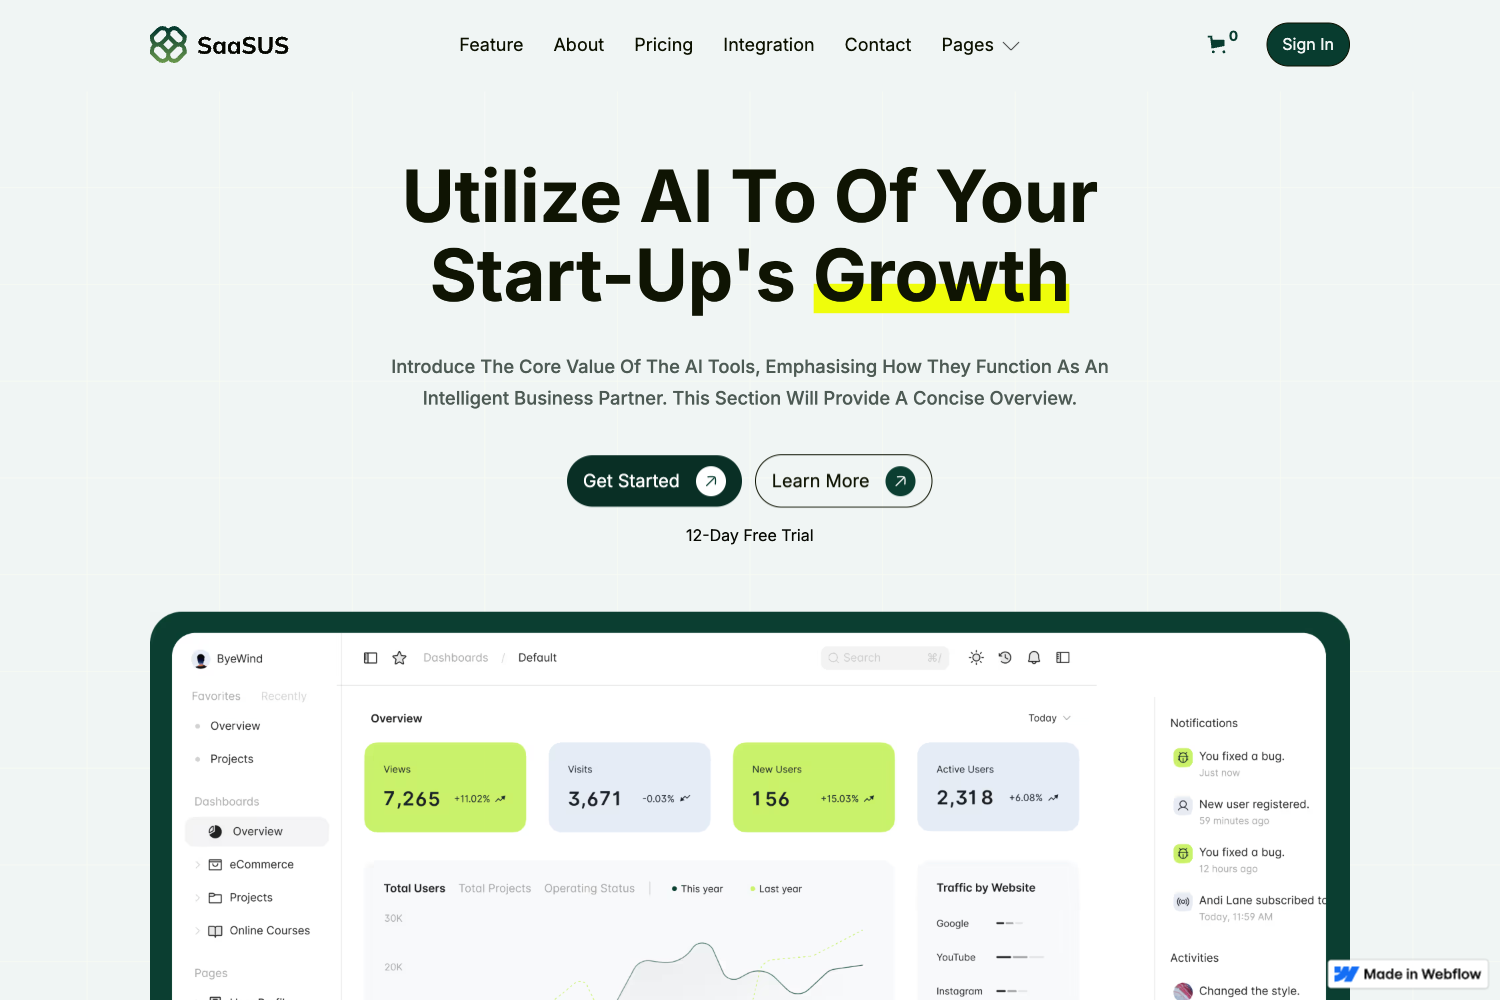 SaaSUS
Feature About Pricing Integration Contact Pages
0
Sign In
Utilize AI To Of Your
Start-Up's Growth
Introduce The Core Value Of The AI Tools, Emphasising How They Function As An
Intelligent Business Partner. This Section Will Provide A Concise Overview.
Get Started
Learn More
12-Day Free Trial
ByeWind
Favorites Recently
Overview
Projects
Dashboards
Overview
eCommerce
Projects
Online Courses
Pages
Dashboards / Default
Search ⌘/
Overview
Today
Views
7,265 +11.02%
Visits
3,671 -0.03%
New Users
156 +15.03%
Active Users
2,318 +6.08%
Total Users Total Projects Operating Status This year Last year
30K
20K
Traffic by Website
Google
YouTube
Instagram
Notifications
You fixed a bug.
Just now
New user registered.
59 minutes ago
You fixed a bug.
12 hours ago
Andi Lane subscribed to
Today, 11:59 AM
Activities
Changed the style.
Made in Webflow